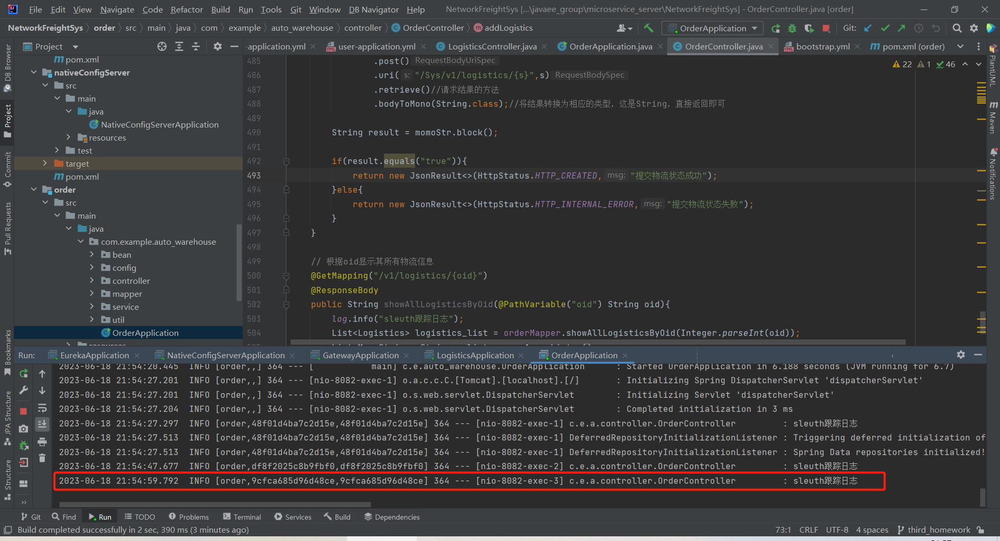 File Edit View Navigate Code Refactor Build Run Tools Git Window DB Navigator Help NetworkFreightSys [...\javaee_group\microservice_server\NetworkFreightSys] - OrderController.java [order]
NetworkFreightSys order src main java com example auto_warehouse controller OrderController addLogistics OrderApplication Git:
Project
-application.yml user-application.yml LogisticsController.java OrderApplication.java OrderController.java bootstrap.yml pom.xml (order)
22 1 46
DB Browser
Project
Commit
Pull Requests
Bookmarks
JPA Structure
Structure
pom.xml
nativeConfigServer
src
main
java
NativeConfigServerApplication
resources
test
target
pom.xml
order
src
main
java
com.example.auto_warehouse
bean
config
controller
mapper
service
util
OrderApplication
resources
485 .post() RequestBodyUriSpec
486 .uri( s: "/Sys/v1/logistics/{s}",s) RequestBodySpec
487 .retrieve()//请求结果的方法
488 .bodyToMono(String.class);//将结果转换为相应的类型，这是String，直接返回即可
489
490 String result = momoStr.block();
491
492 if(result.equals("true")){
493 return new JsonResult<>(HttpStatus.HTTP_CREATED, msg: "提交物流状态成功");
494 }else{
495 return new JsonResult<>(HttpStatus.HTTP_INTERNAL_ERROR, msg: "提交物流状态失败");
496 }
497 }
498
499 // 根据oid显示其所有物流信息
500 @GetMapping("/v1/logistics/{oid}")
501 @ResponseBody
502 public String showAllLogisticsByOid(@PathVariable("oid") String oid){
503 log.info("sleuth跟踪日志");
504 List<Logistics> logistics_list = orderMapper.showAllLogisticsByOid(Integer.parseInt(oid));
PlantUML
Maven
Notifications
Run: EurekaApplication NativeConfigServerApplication GatewayApplication LogisticsApplication OrderApplication
2023-06-18 21:54:20.445 INFO [order,,] 364 --- [ main] c.e.auto_warehouse.OrderApplication : Started OrderApplication in 6.188 seconds (JVM running for 6.7)
2023-06-18 21:54:27.201 INFO [order,,] 364 --- [nio-8082-exec-1] o.a.c.c.C.[Tomcat].[localhost].[/] : Initializing Spring DispatcherServlet 'dispatcherServlet'
2023-06-18 21:54:27.201 INFO [order,,] 364 --- [nio-8082-exec-1] o.s.web.servlet.DispatcherServlet : Initializing Servlet 'dispatcherServlet'
2023-06-18 21:54:27.204 INFO [order,,] 364 --- [nio-8082-exec-1] o.s.web.servlet.DispatcherServlet : Completed initialization in 3 ms
2023-06-18 21:54:27.297 INFO [order,48f01d4ba7c2d15e,48f01d4ba7c2d15e] 364 --- [nio-8082-exec-1] c.e.a.controller.OrderController : sleuth跟踪日志
2023-06-18 21:54:27.513 INFO [order,48f01d4ba7c2d15e,48f01d4ba7c2d15e] 364 --- [nio-8082-exec-1] DeferredRepositoryInitializationListener : Triggering deferred initialization of
2023-06-18 21:54:27.513 INFO [order,48f01d4ba7c2d15e,48f01d4ba7c2d15e] 364 --- [nio-8082-exec-1] DeferredRepositoryInitializationListener : Spring Data repositories initialized!
2023-06-18 21:54:47.677 INFO [order,df8f2025c8b9fbf0,df8f2025c8b9fbf0] 364 --- [nio-8082-exec-2] c.e.a.controller.OrderController : sleuth跟踪日志
2023-06-18 21:54:59.792 INFO [order,9cfca685d96d48ce,9cfca685d96d48ce] 364 --- [nio-8082-exec-3] c.e.a.controller.OrderController : sleuth跟踪日志
Git Find Run TODO Problems Terminal Services Build Dependencies
Build completed successfully in 2 sec, 390 ms (3 minutes ago) 73:1 CRLF UTF-8 4 spaces third_homework